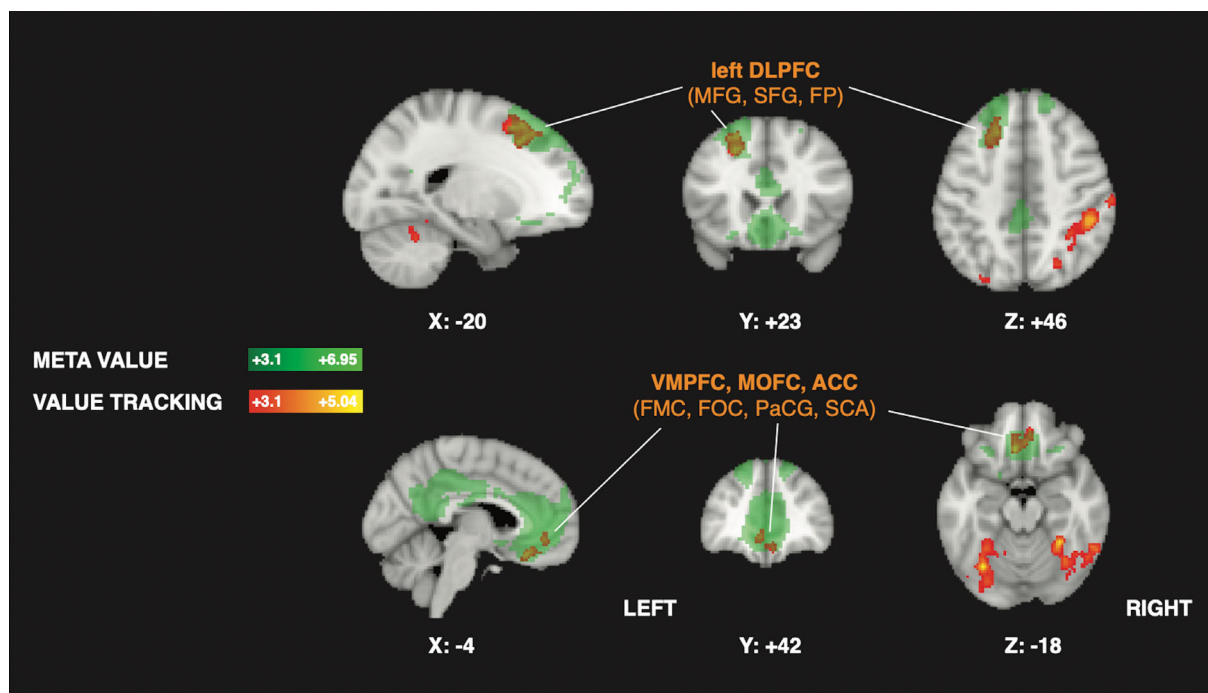 left DLPFC
(MFG, SFG, FP)
X: -20
Y: +23
Z: +46
META VALUE
+3.1 +6.95
VALUE TRACKING
+3.1 +5.04
VMPFC, MOFC, ACC
(FMC, FOC, PaCG, SCA)
LEFT
RIGHT
X: -4
Y: +42
Z: -18